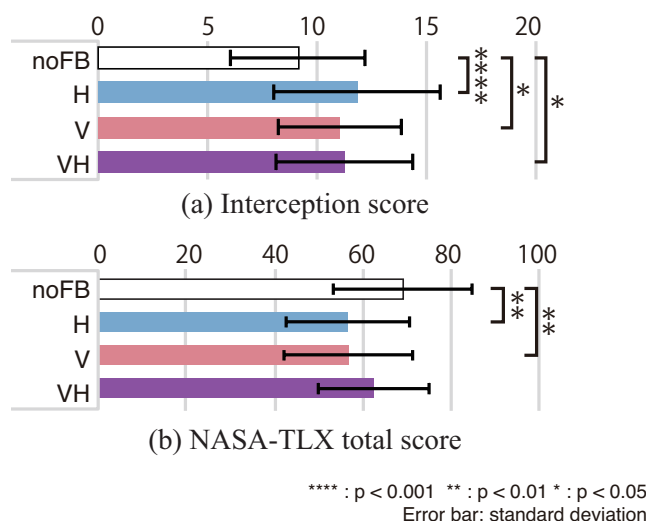 0 5 10 15 20
noFB
H
V
VH
****
*
*
(a) Interception score
0 20 40 60 80 100
noFB
H
V
VH
**
**
(b) NASA-TLX total score
**** : p < 0.001 ** : p < 0.01 * : p < 0.05
Error bar: standard deviation